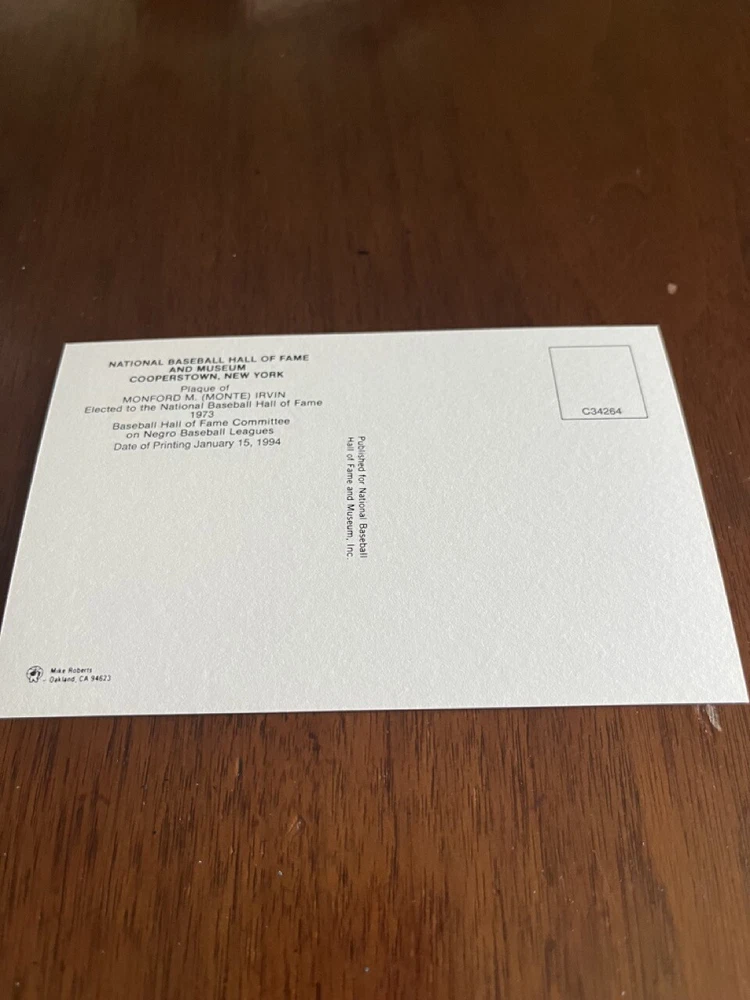 NATIONAL BASEBALL HALL OF FAME
AND MUSEUM
COOPERSTOWN, NEW YORK
Plaque of
MONFORD M. (MONTE) IRVIN
Elected to the National Baseball Hall of Fame
1973
Baseball Hall of Fame Committee
on Negro Baseball Leagues
Date of Printing January 15, 1994
Published for National Baseball
Hall of Fame and Museum, Inc.
C34264
Mike Roberts
Oakland, CA 94623